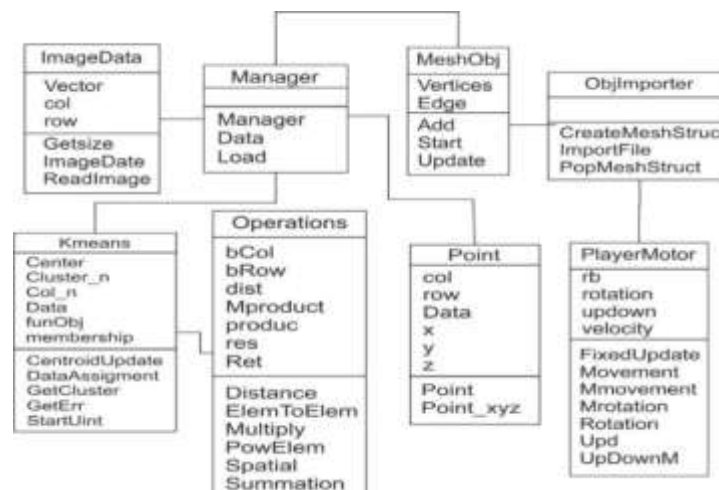 ImageData
Vector
col
row
Getsize
ImageDate
ReadImage
Manager
Manager
Data
Load
MeshObj
Vertices
Edge
Add
Start
Update
ObjImporter
CreateMeshStruct
ImportFile
PopMeshStruct
Kmeans
Center
Cluster_n
Col_n
Data
funObj
membership
CentroidUpdate
DataAssigment
GetCluster
GetErr
StartUint
Operations
bCol
bRow
dist
Mproduct
produc
res
Ret
Distance
ElemToElem
Multiply
PowElem
Spatial
Summation
Point
col
row
Data
x
y
z
Point
Point_xyz
PlayerMotor
rb
rotation
updown
velocity
FixedUpdate
Movement
Mmovement
Mrotation
Rotation
Upd
UpDownM